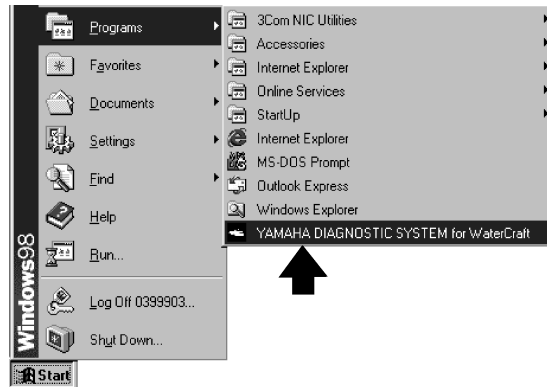 Programs
Favorites
Documents
Settings
Find
Help
Run...
Log Off 0399903...
Shut Down...
Windows98
Start
3Com NIC Utilities
Accessories
Internet Explorer
Online Services
StartUp
Internet Explorer
MS-DOS Prompt
Outlook Express
Windows Explorer
YAMAHA DIAGNOSTIC SYSTEM for WaterCraft